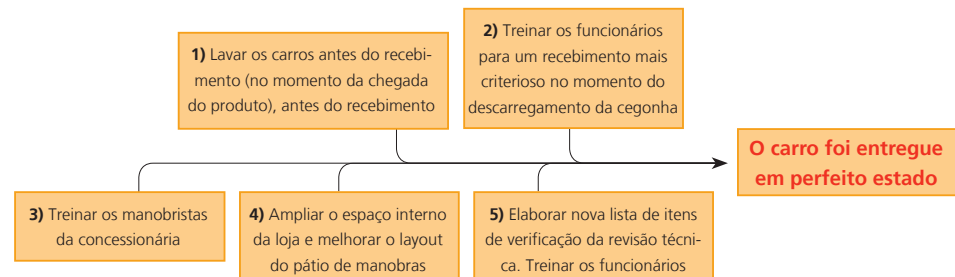 1) Lavar os carros antes do recebi-
mento (no momento da chegada
do produto), antes do recebimento
2) Treinar os funcionários
para um recebimento mais
criterioso no momento do
descarregamento da cegonha
O carro foi entregue
em perfeito estado
3) Treinar os manobristas
da concessionária
4) Ampliar o espaço interno
da loja e melhorar o layout
do pátio de manobras
5) Elaborar nova lista de itens
de verificação da revisão técni-
ca. Treinar os funcionários